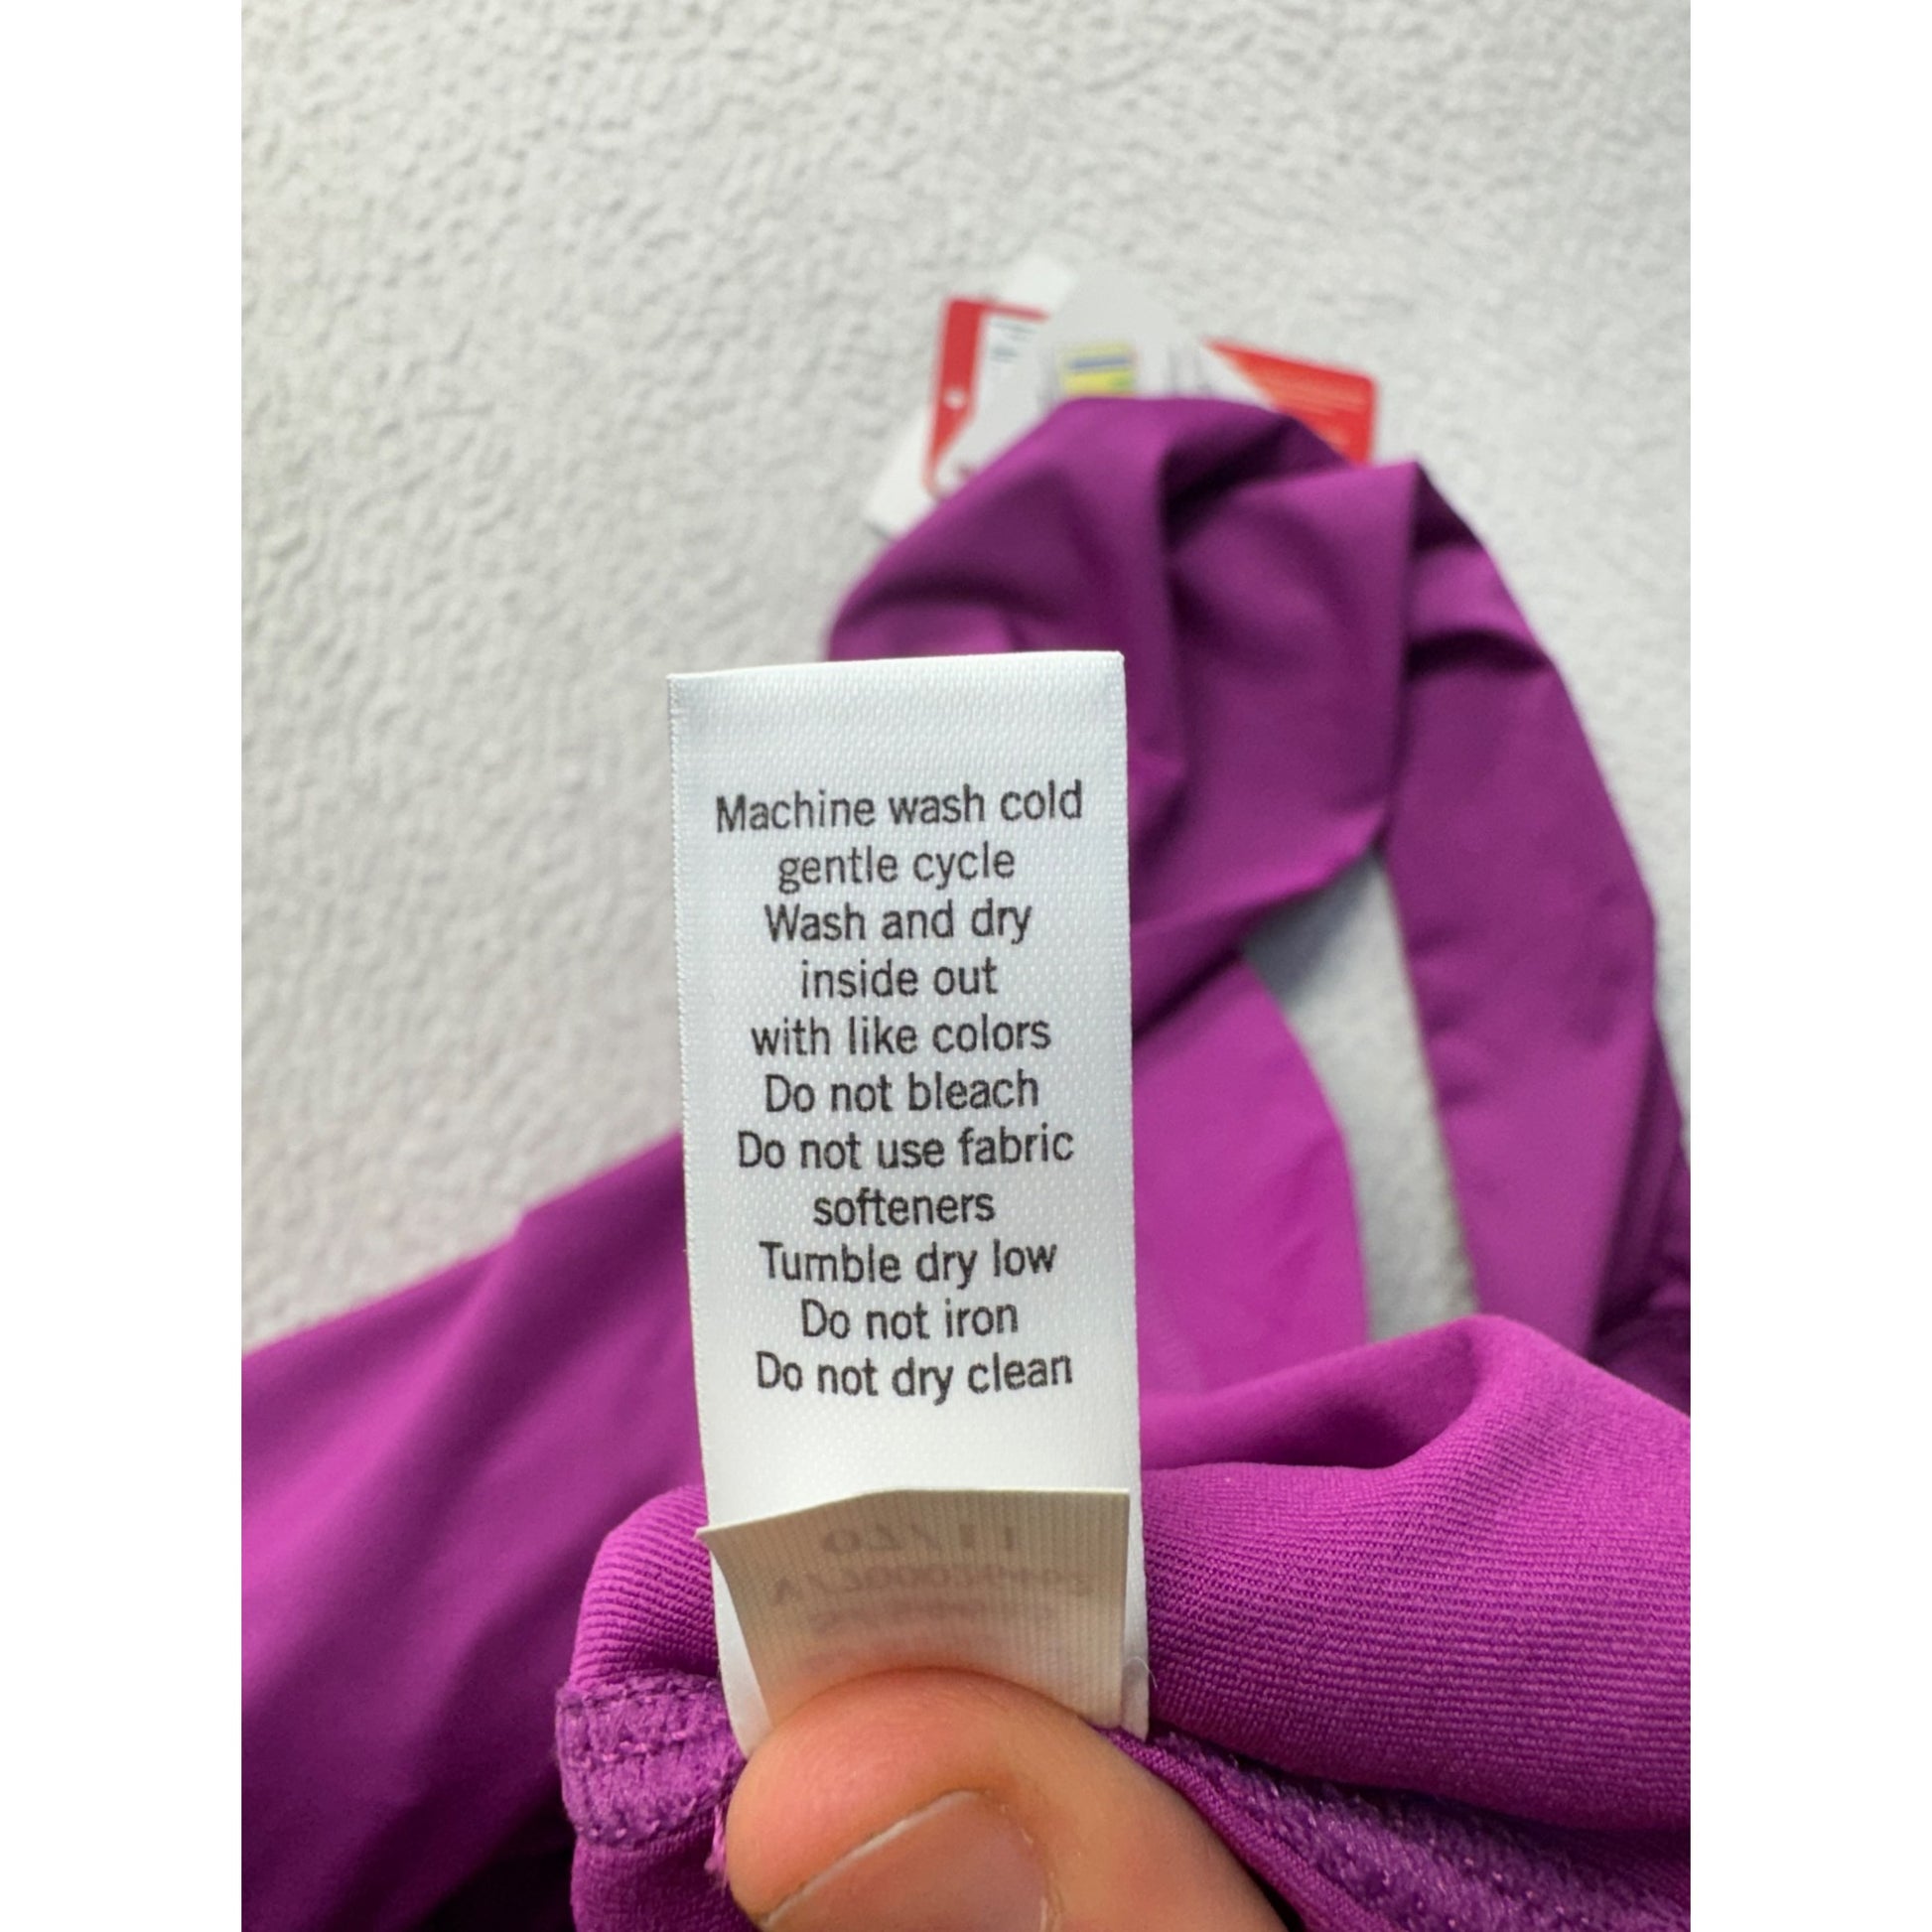 Machine wash cold
gentle cycle
Wash and dry
inside out
with like colors
Do not bleach
Do not use fabric
softeners
Tumble dry low
Do not iron
Do not dry clean